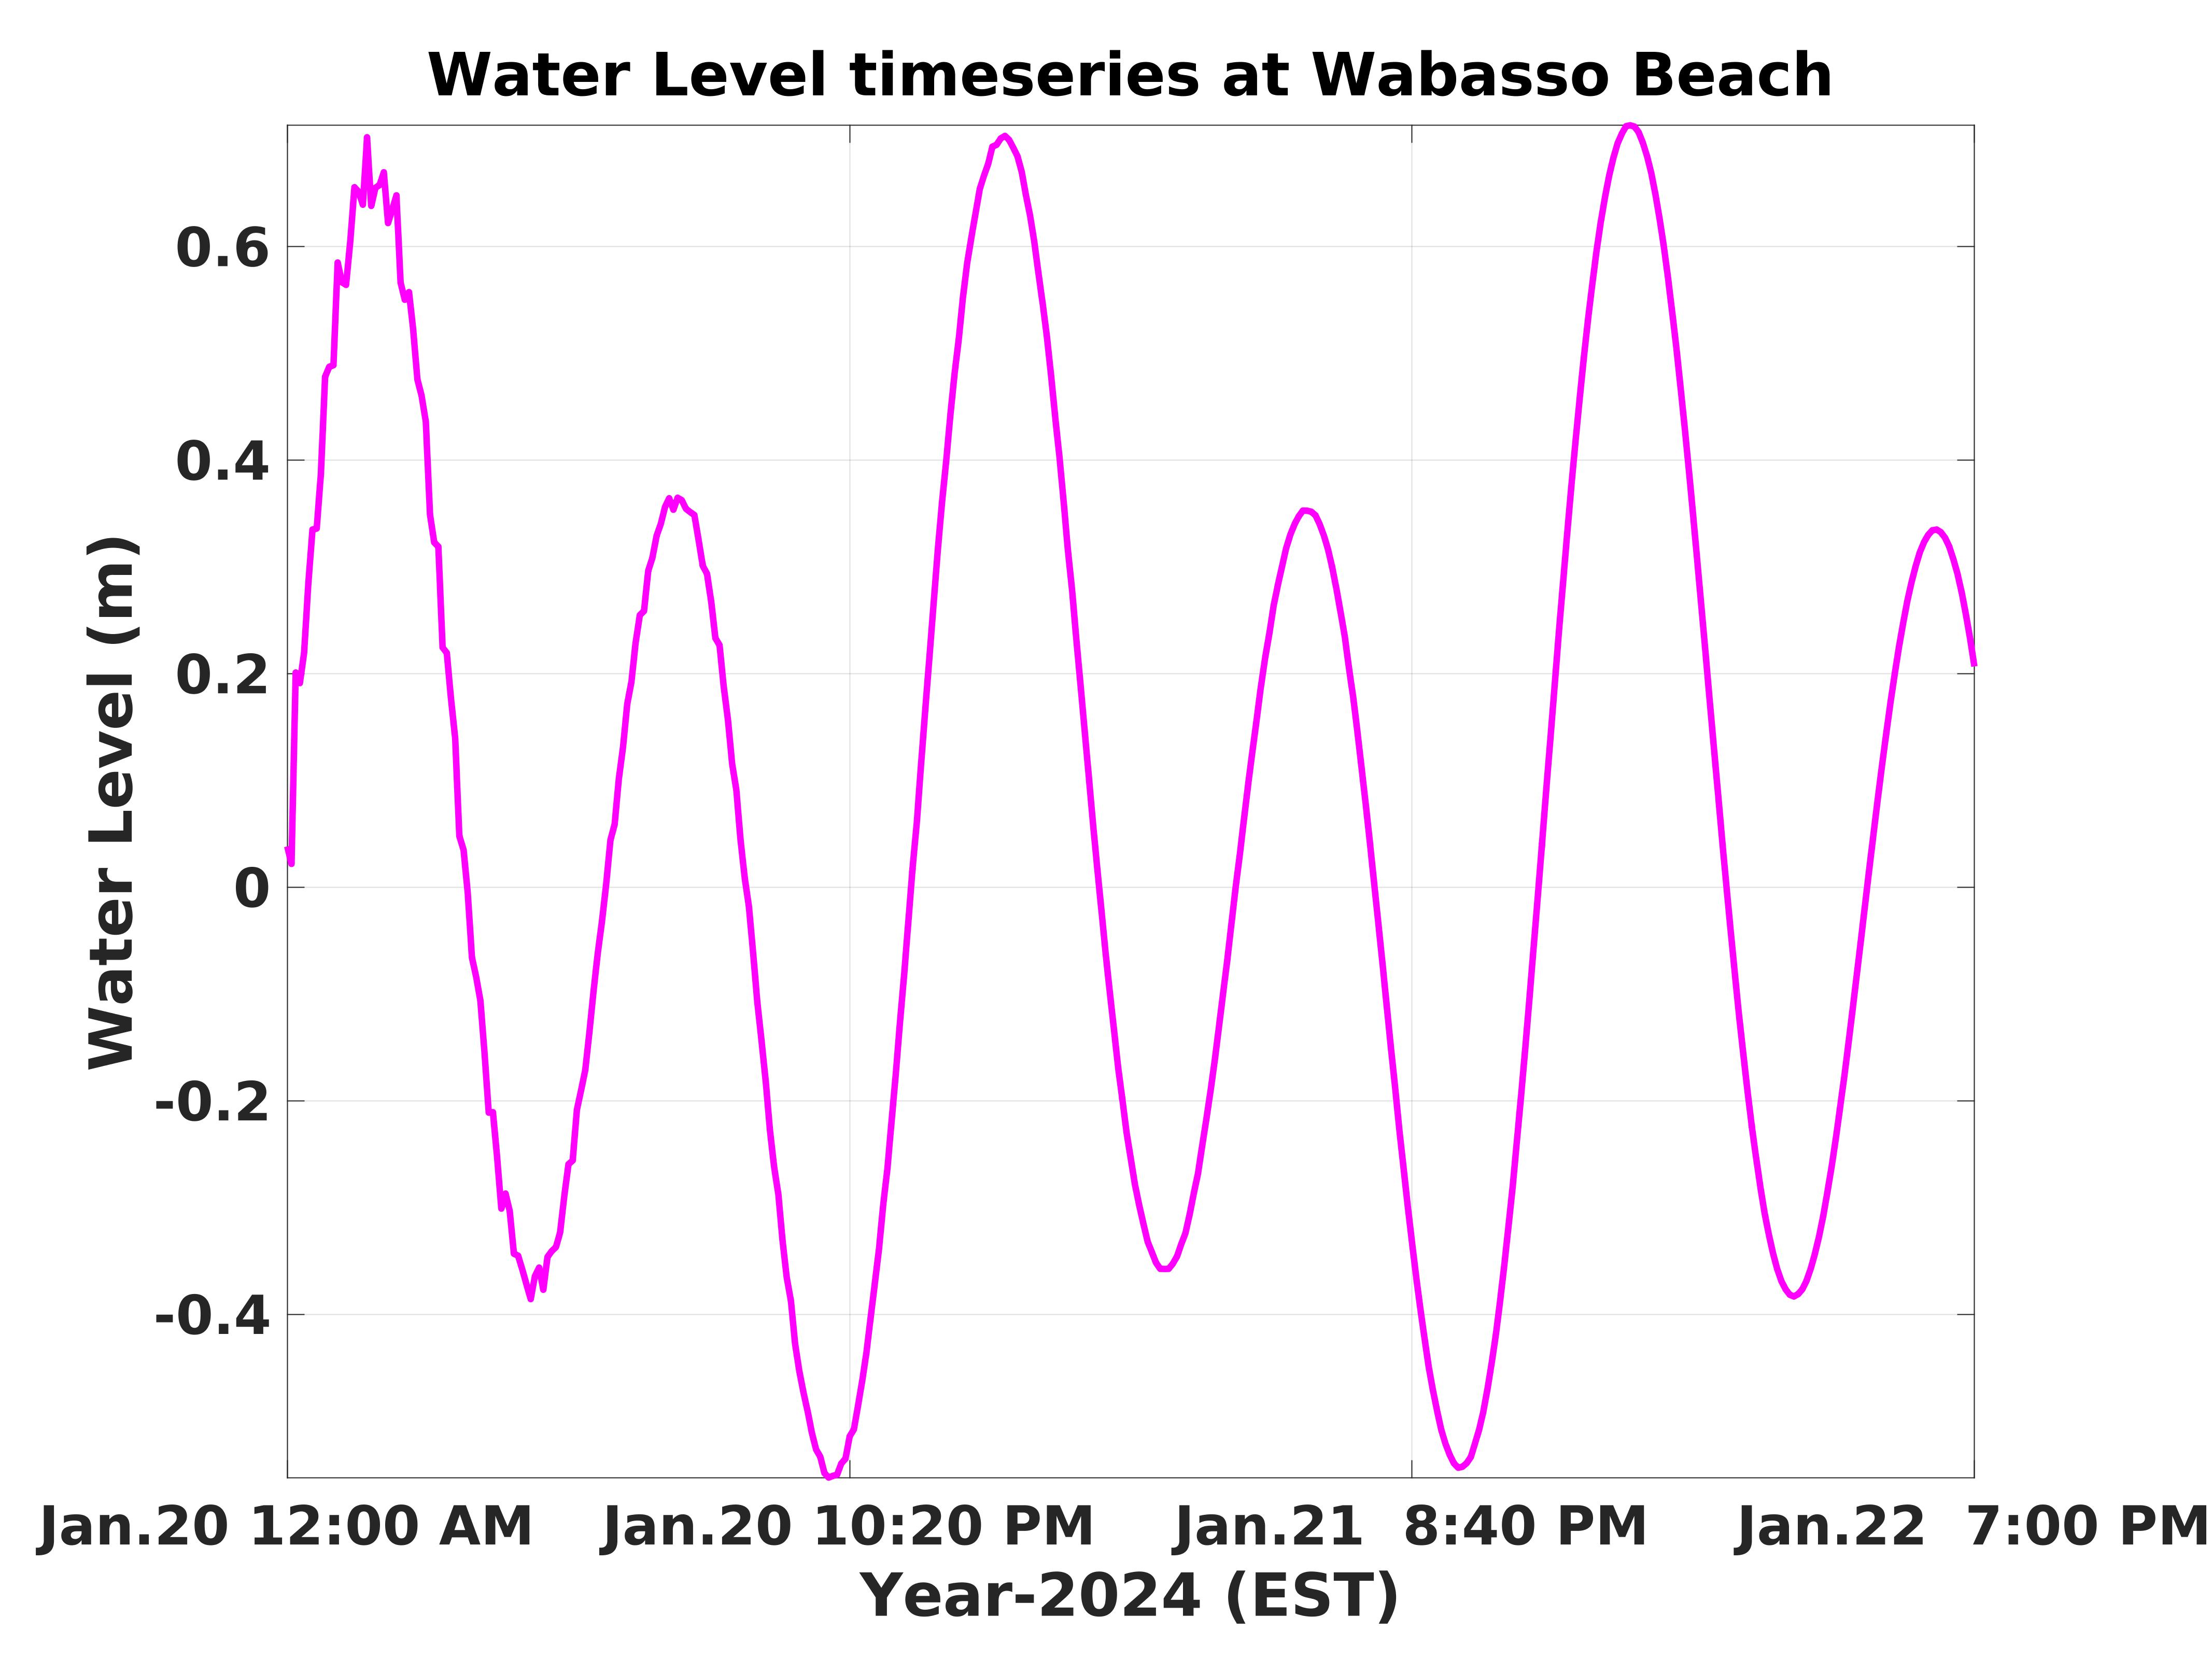 Water Level timeseries at Wabasso Beach
Water Level (m)
0.6
0.4
0.2
0
-0.2
-0.4
Jan.20 12:00 AM Jan.20 10:20 PM Jan.21 8:40 PM Jan.22 7:00 PM
Year-2024 (EST)